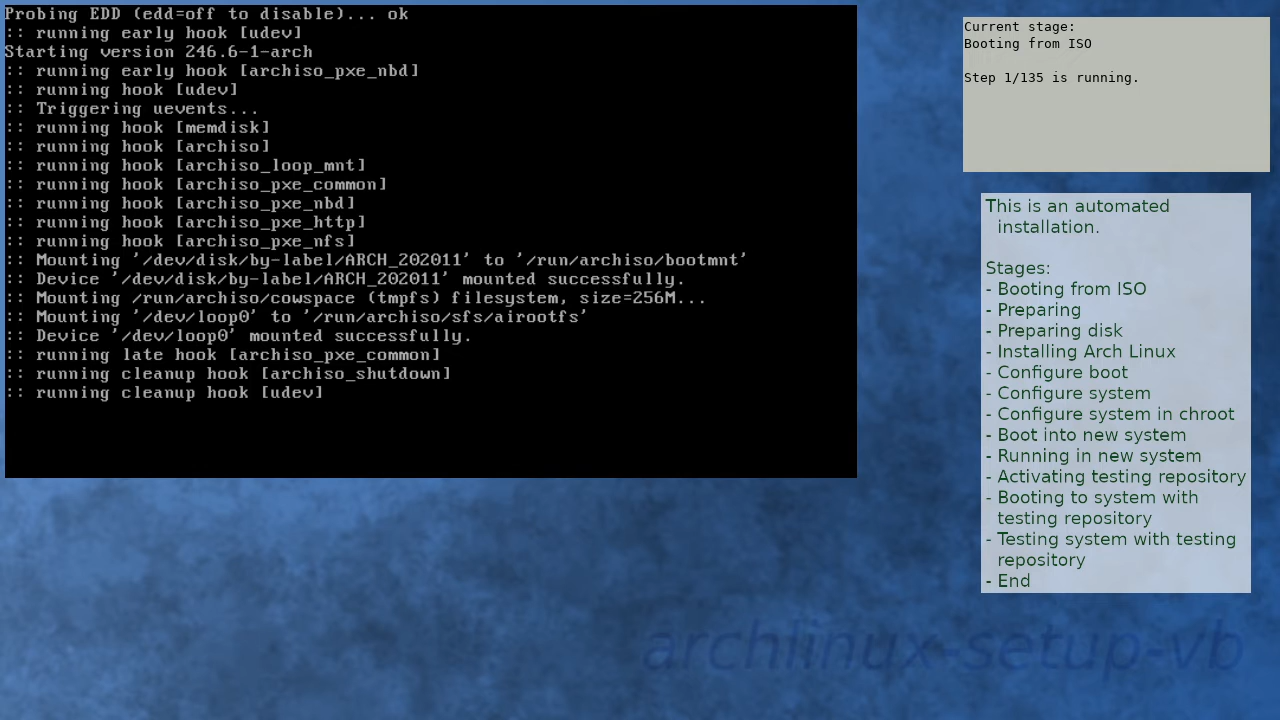 Probing EDD (edd=off to disable)... ok
:: running early hook [udev]
Starting version 246.6-1-arch
:: running early hook [archiso_pxe_nbd]
:: running hook [udev]
:: Triggering uevents...
:: running hook [memdisk]
:: running hook [archiso]
:: running hook [archiso_loop_mnt]
:: running hook [archiso_pxe_common]
:: running hook [archiso_pxe_nbd]
:: running hook [archiso_pxe_http]
:: running hook [archiso_pxe_nfs]
:: Mounting '/dev/disk/by-label/ARCH_202011' to '/run/archiso/bootmnt'
:: Device '/dev/disk/by-label/ARCH_202011' mounted successfully.
:: Mounting /run/archiso/cowspace (tmpfs) filesystem, size=256M...
:: Mounting '/dev/loop0' to '/run/archiso/sfs/airootfs'
:: Device '/dev/loop0' mounted successfully.
:: running late hook [archiso_pxe_common]
:: running cleanup hook [archiso_shutdown]
:: running cleanup hook [udev]
Current stage:
Booting from ISO
Step 1/135 is running.
This is an automated
installation.
Stages:
- Booting from ISO
- Preparing
- Preparing disk
- Installing Arch Linux
- Configure boot
- Configure system
- Configure system in chroot
- Boot into new system
- Running in new system
- Activating testing repository
- Booting to system with
testing repository
- Testing system with testing
repository
- End
archlinux-setup-vb